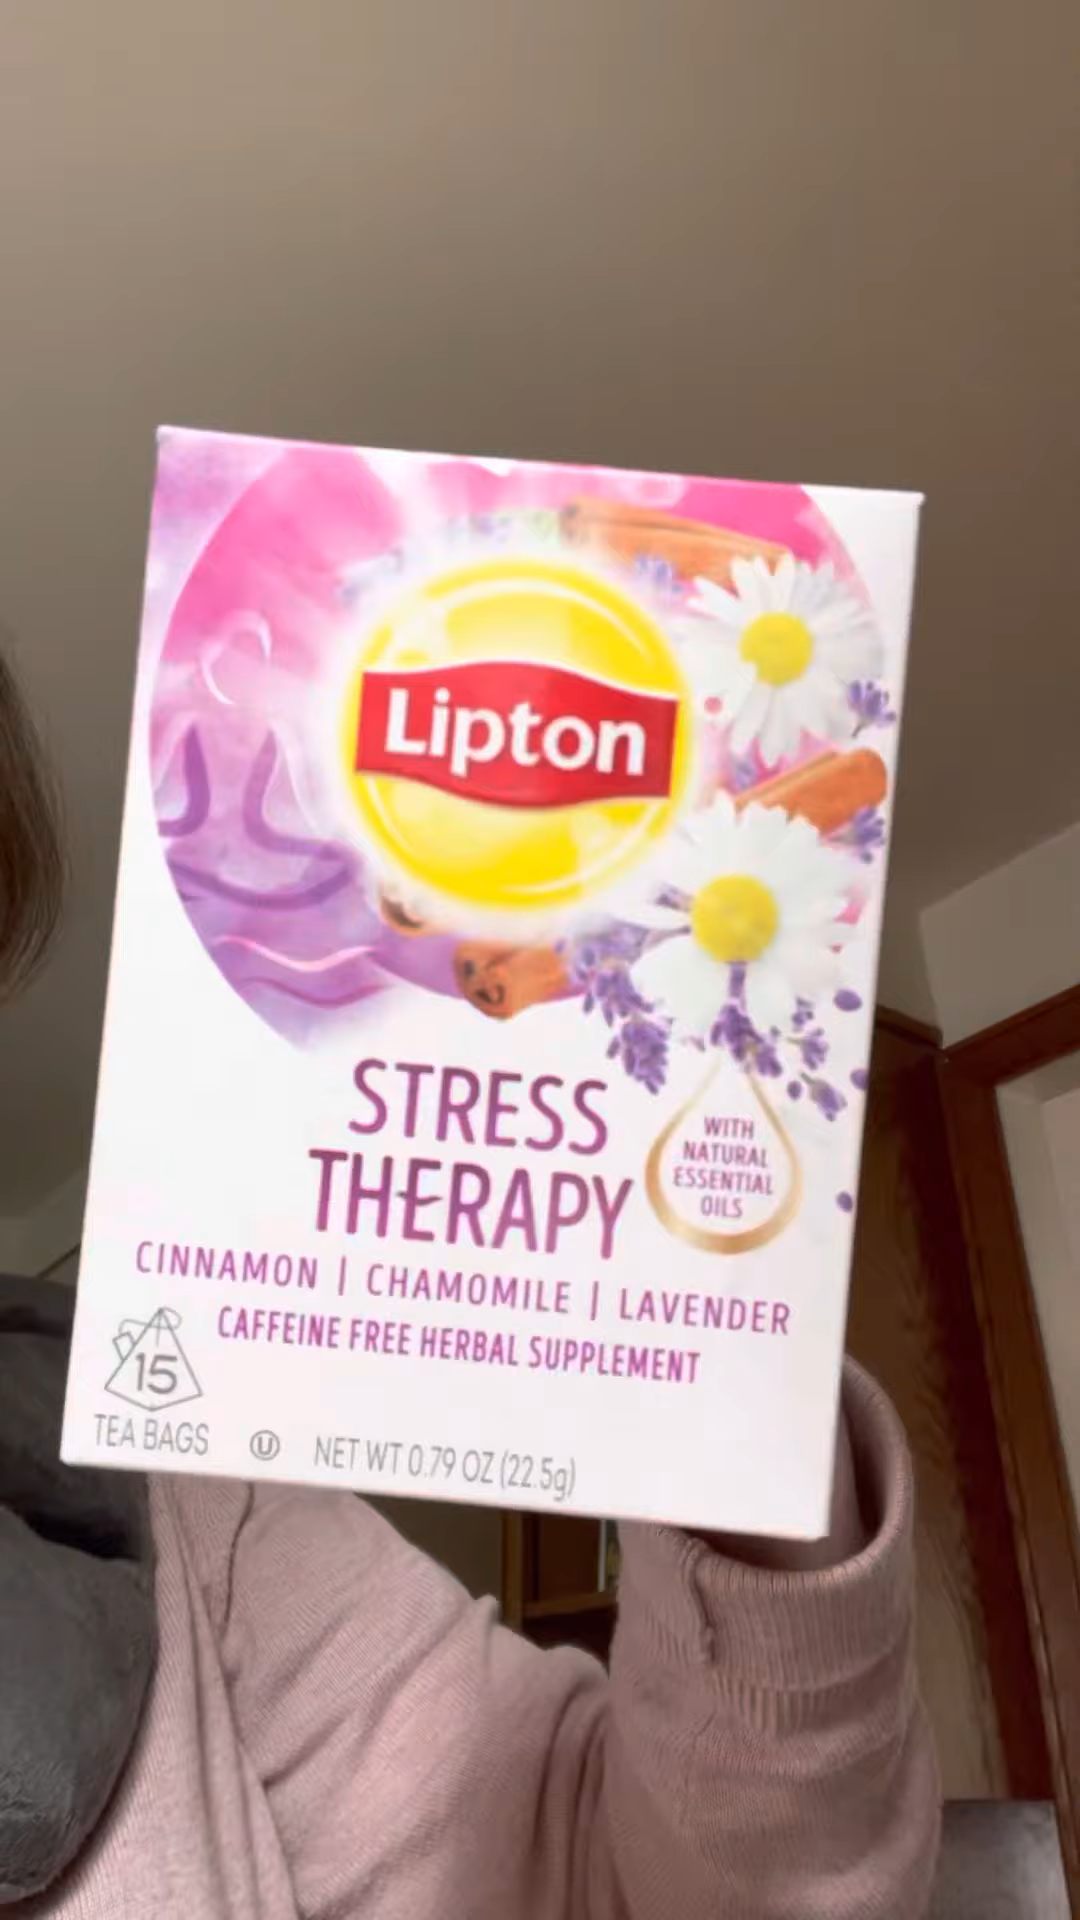 Lipton
STRESS
THERAPY
WITH
NATURAL
ESSENTIAL
OILS
CINNAMON | CHAMOMILE | LAVENDER
CAFFEINE FREE HERBAL SUPPLEMENT
15
TEA BAGS
U
NET WT 0.79 OZ (22.5g)